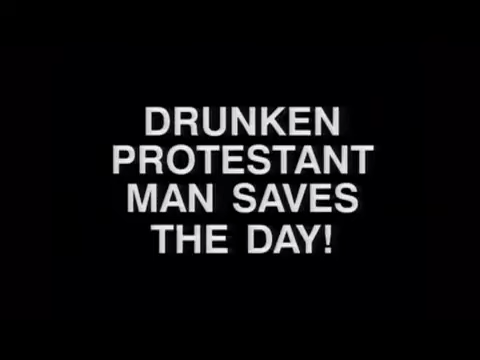 DRUNKEN
PROTESTANT
MAN SAVES
THE DAY!